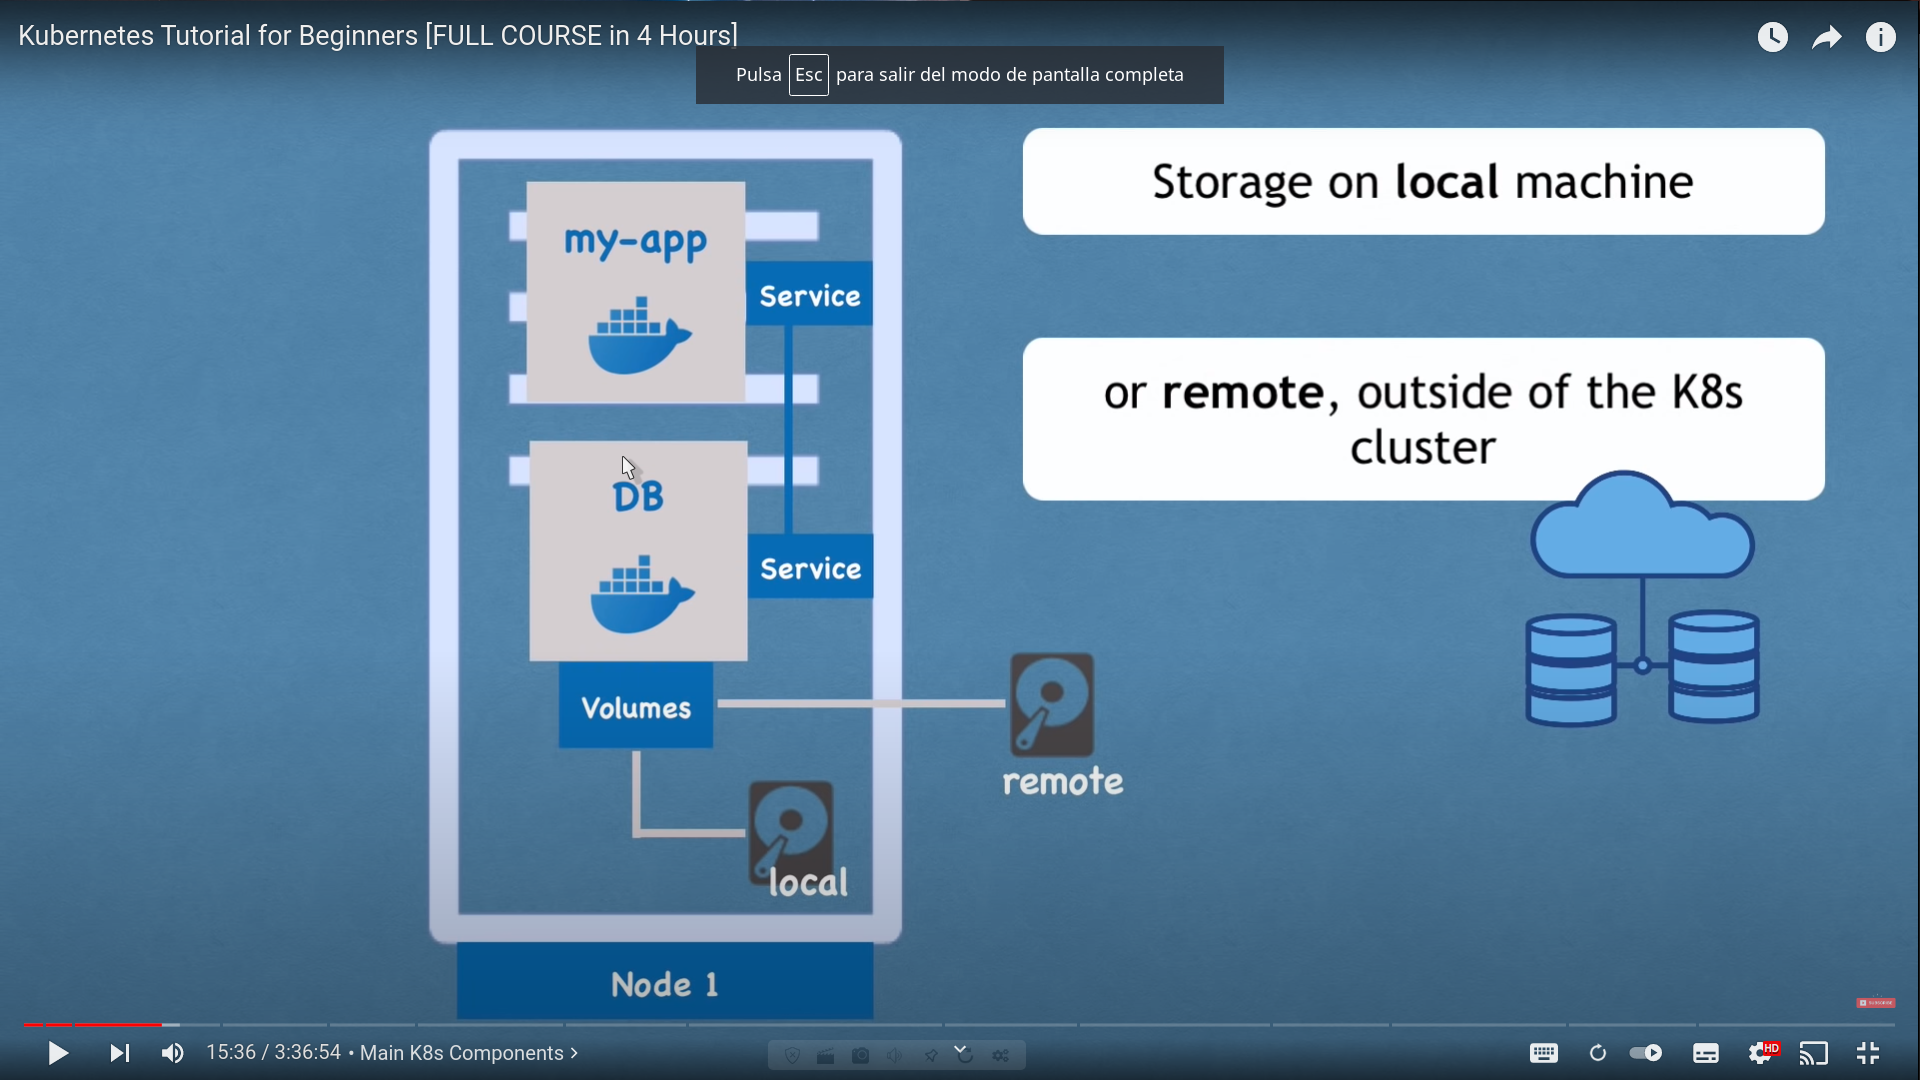 Kubernetes Tutorial for Beginners [FULL COURSE in 4 Hours]
Pulsa Esc para salir del modo de pantalla completa
Storage on local machine
my-app
Service
or remote, outside of the K8s
cluster
DB
Service
Volumes
remote
local
Node 1
SUBSCRIBE
15:36 / 3:36:54 • Main K8s Components
HD